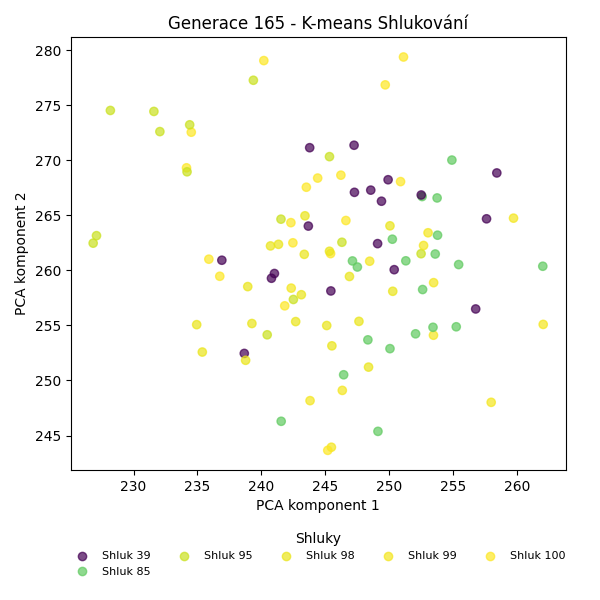 Generace 165 - K-means Shlukování
280
275
270
265
260
255
250
245
PCA komponent 2
230 235 240 245 250 255 260
PCA komponent 1
Shluky
Shluk 39 Shluk 95 Shluk 98 Shluk 99 Shluk 100
Shluk 85